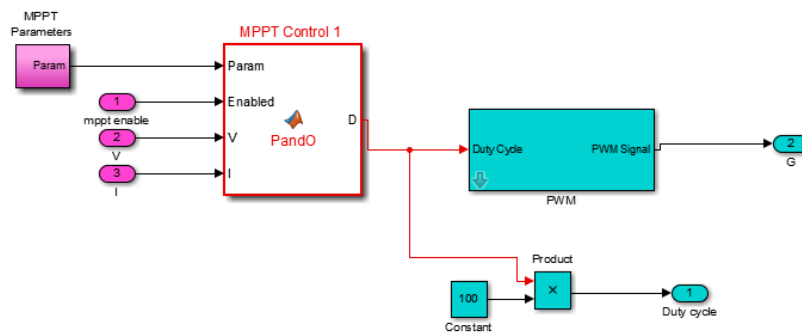 MPPT
Parameters
Param
MPPT Control 1
Param
Enabled
V
I
D
PandO
1
mppt enable
2
V
3
I
Duty Cycle
PWM Signal
PWM
2
G
Product
×
100
Constant
1
Duty cycle